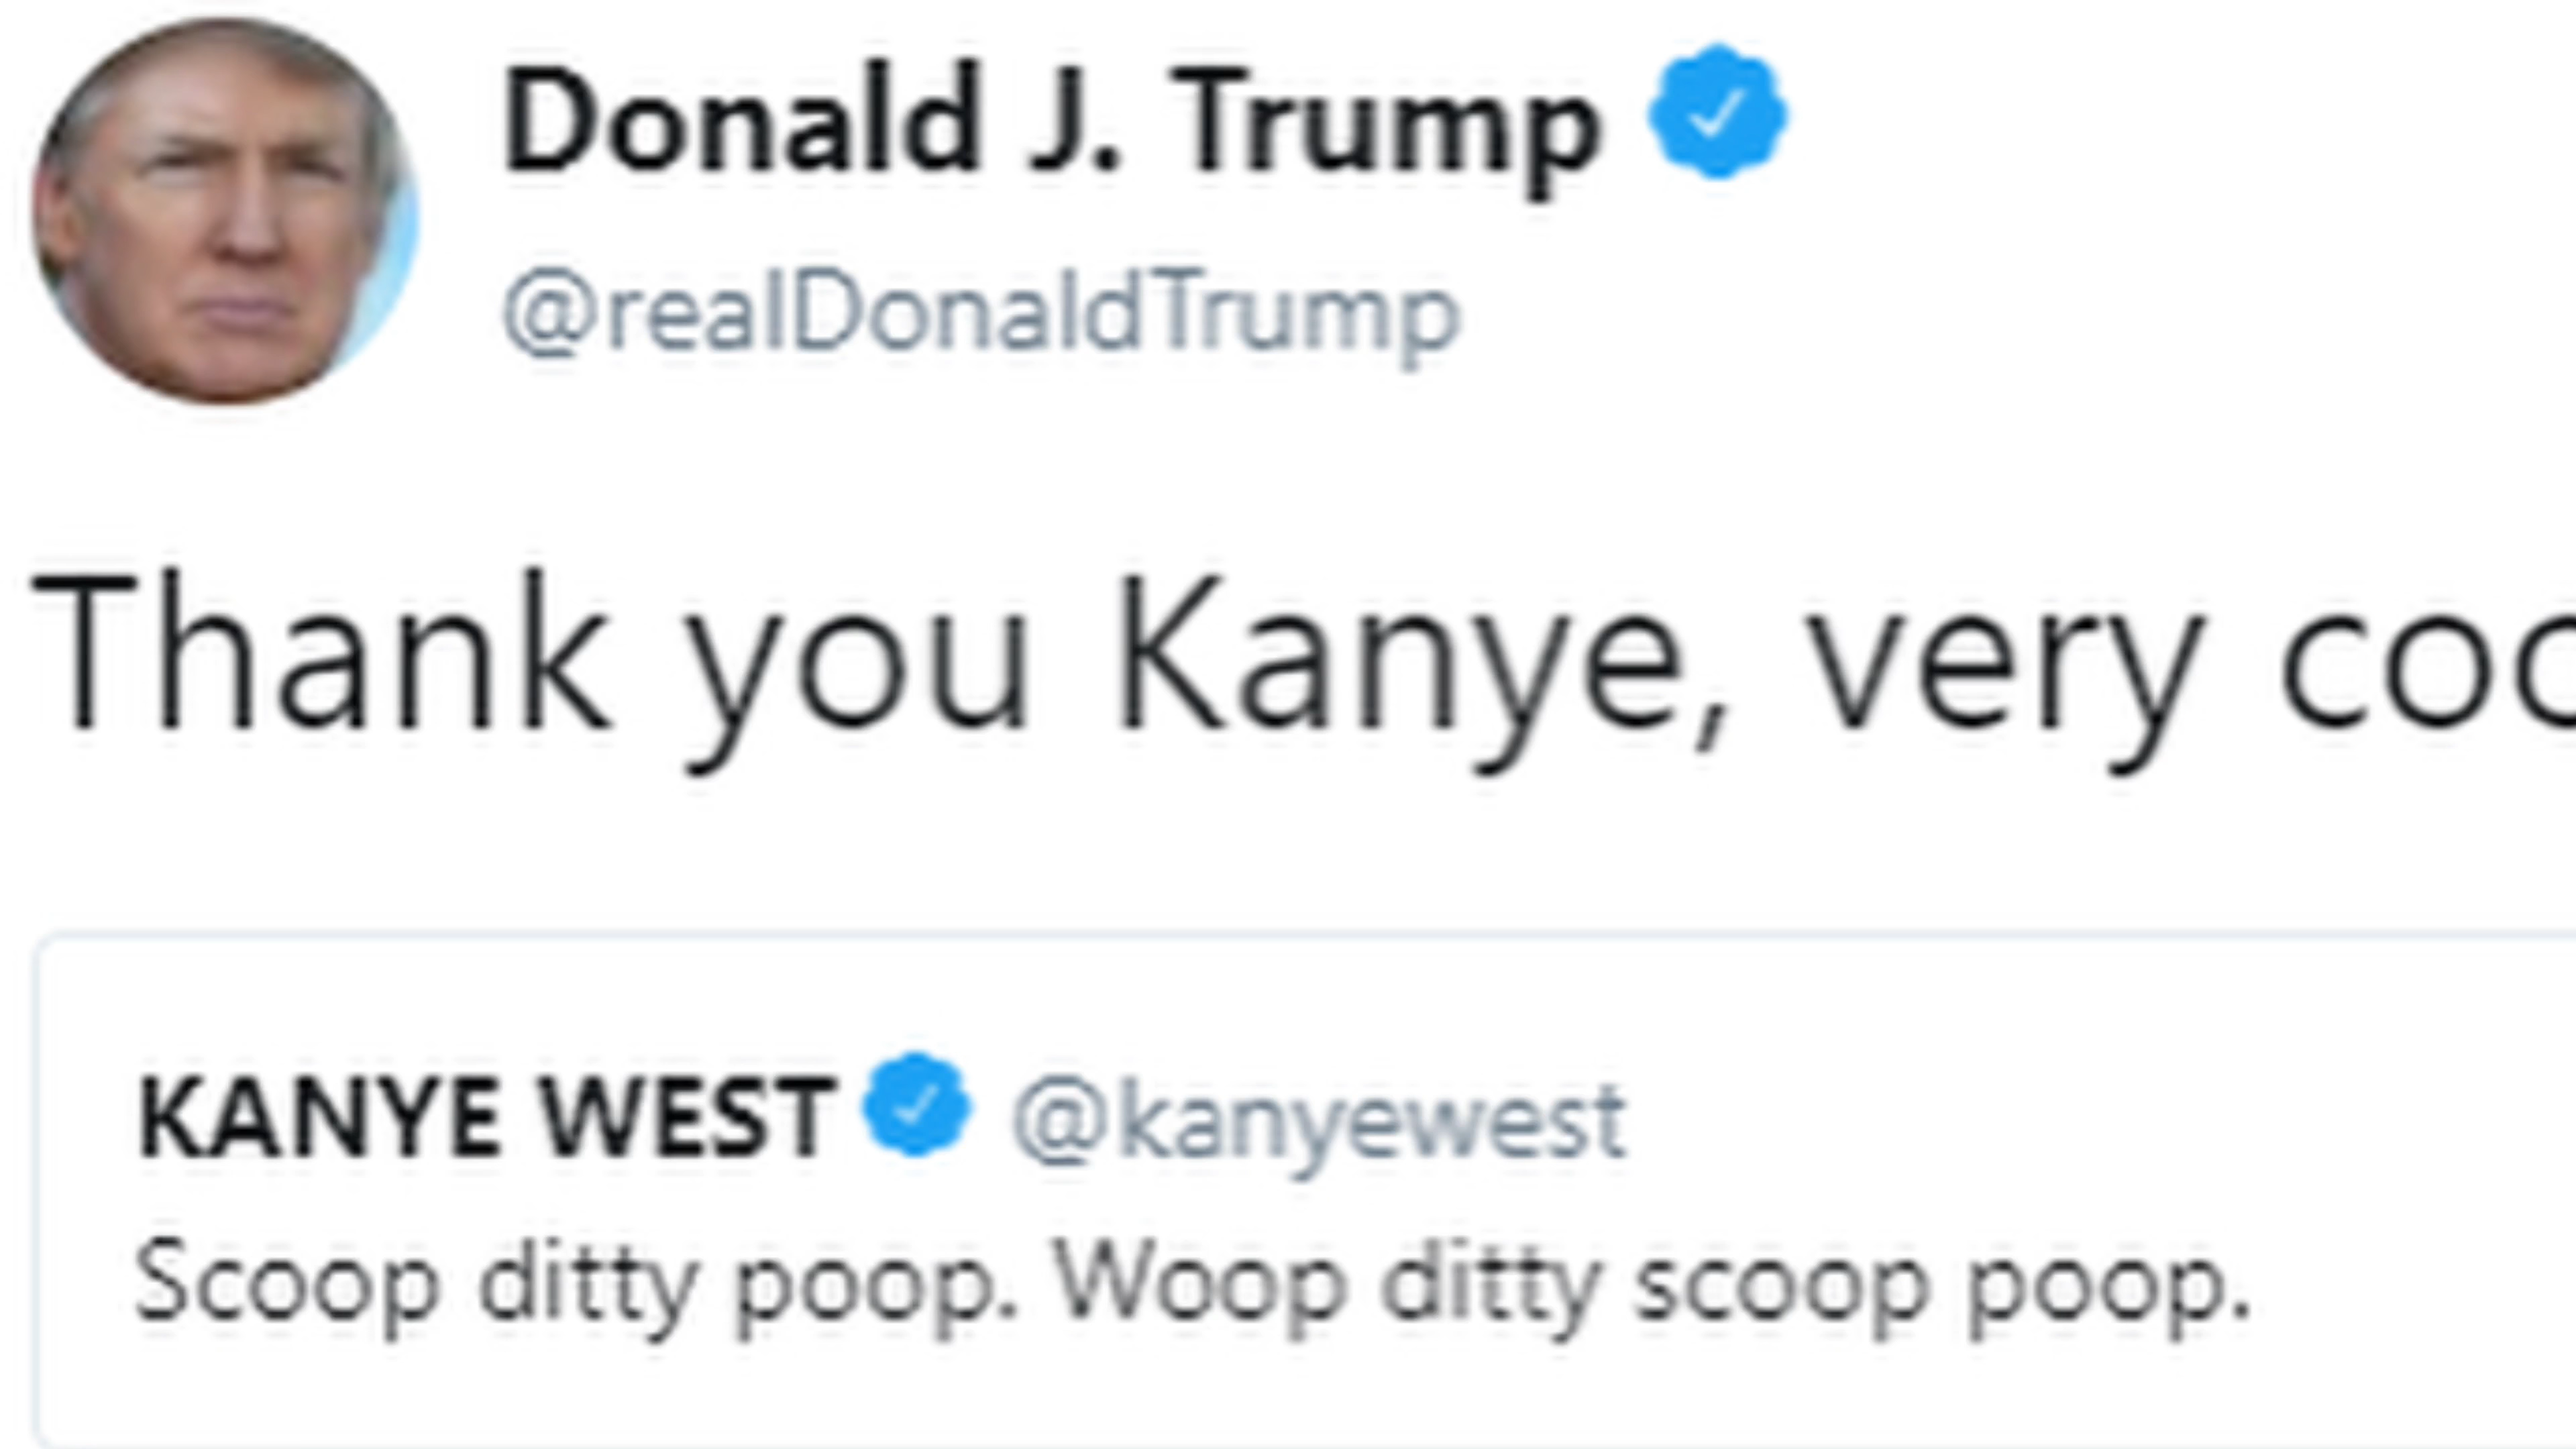 Donald J. Trump
@realDonaldTrump
Thank you Kanye, very
KANYE WEST @kanyewest
Scoop ditty poop. Woop ditty scoop poop.